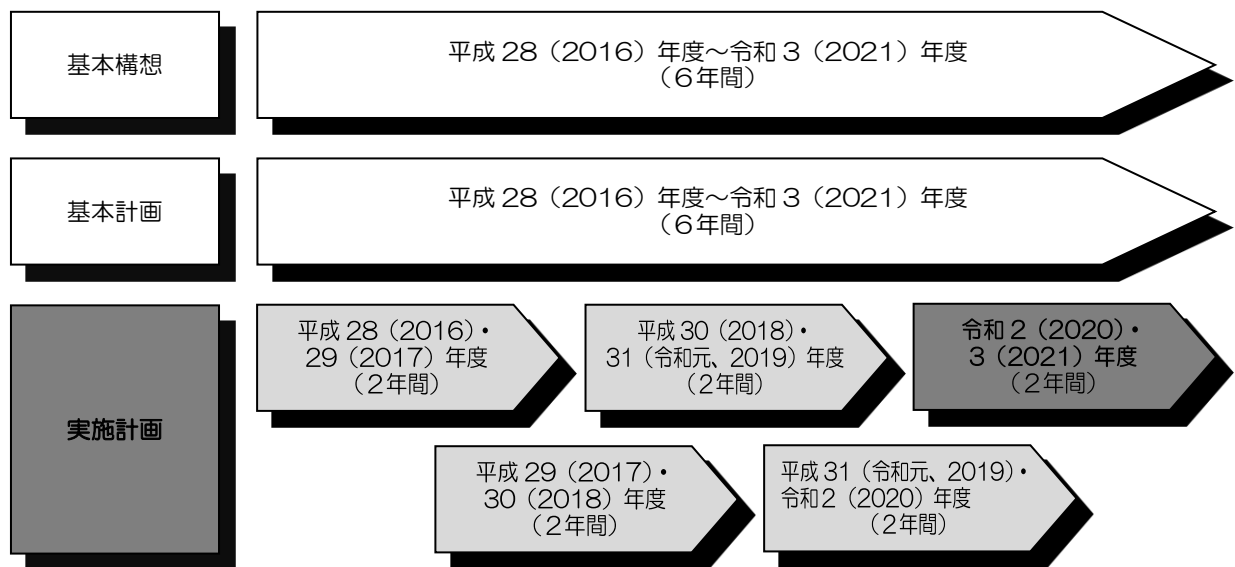 基本構想
平成 28（2016）年度～令和 3（2021）年度
（６年間）
基本計画
平成 28（2016）年度～令和 3（2021）年度
（６年間）
実施計画
平成 28（2016）・
29（2017）年度
（２年間）
平成 30（2018）・
31（令和元、2019）年度
（２年間）
令和２（2020）・
３（2021）年度
（２年間）
平成 29（2017）・
30（2018）年度
（２年間）
平成 31（令和元、2019）・
令和２（2020）年度
（２年間）